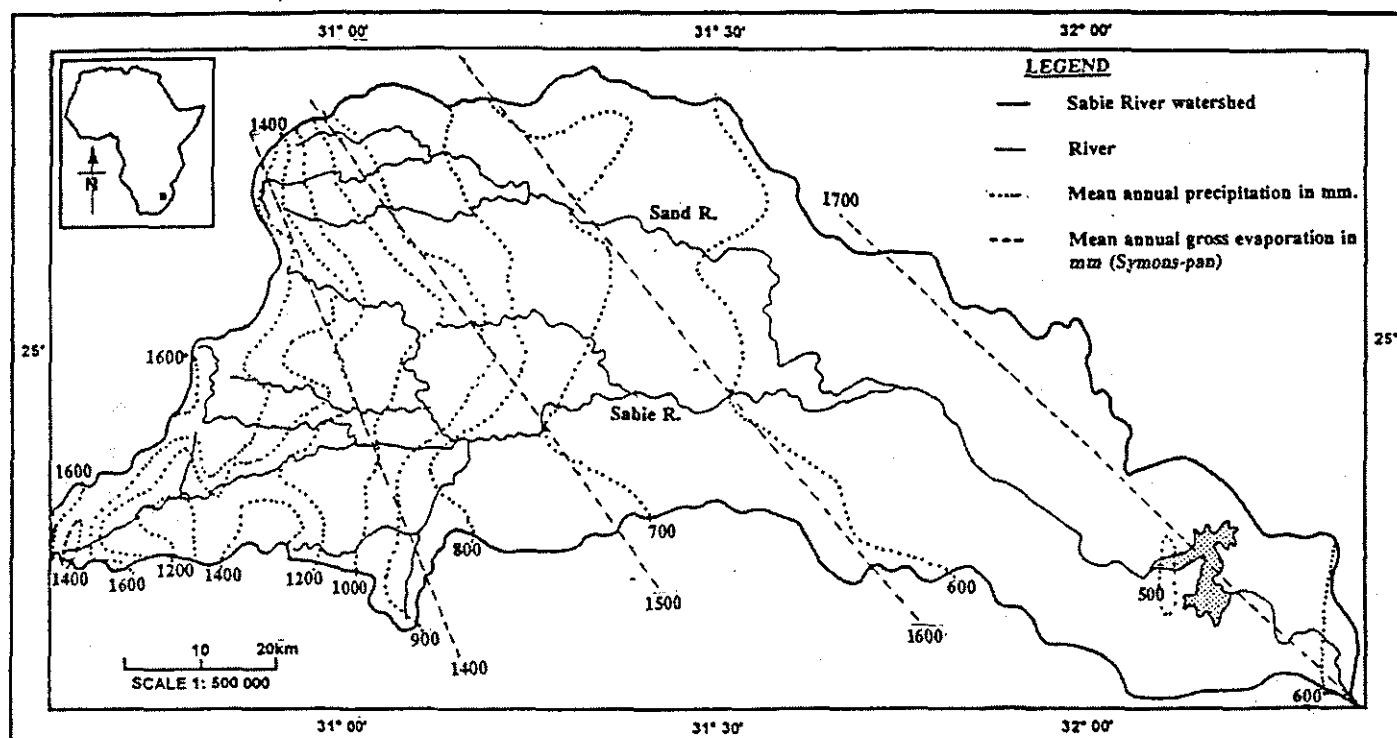 31° 00'
31° 30'
32° 00'
LEGEND
Sabie River watershed
River
Mean annual precipitation in mm.
Mean annual gross evaporation in
mm (Symons-pan)
N
1400
1700
Sand R.
25°
25°
1600
Sabie R.
1600
1400
1600
1200
1400
1200
1000
900
800
1400
700
1500
600
1600
500
600
10
20km
SCALE 1: 500 000
31° 00'
31° 30'
32° 00'